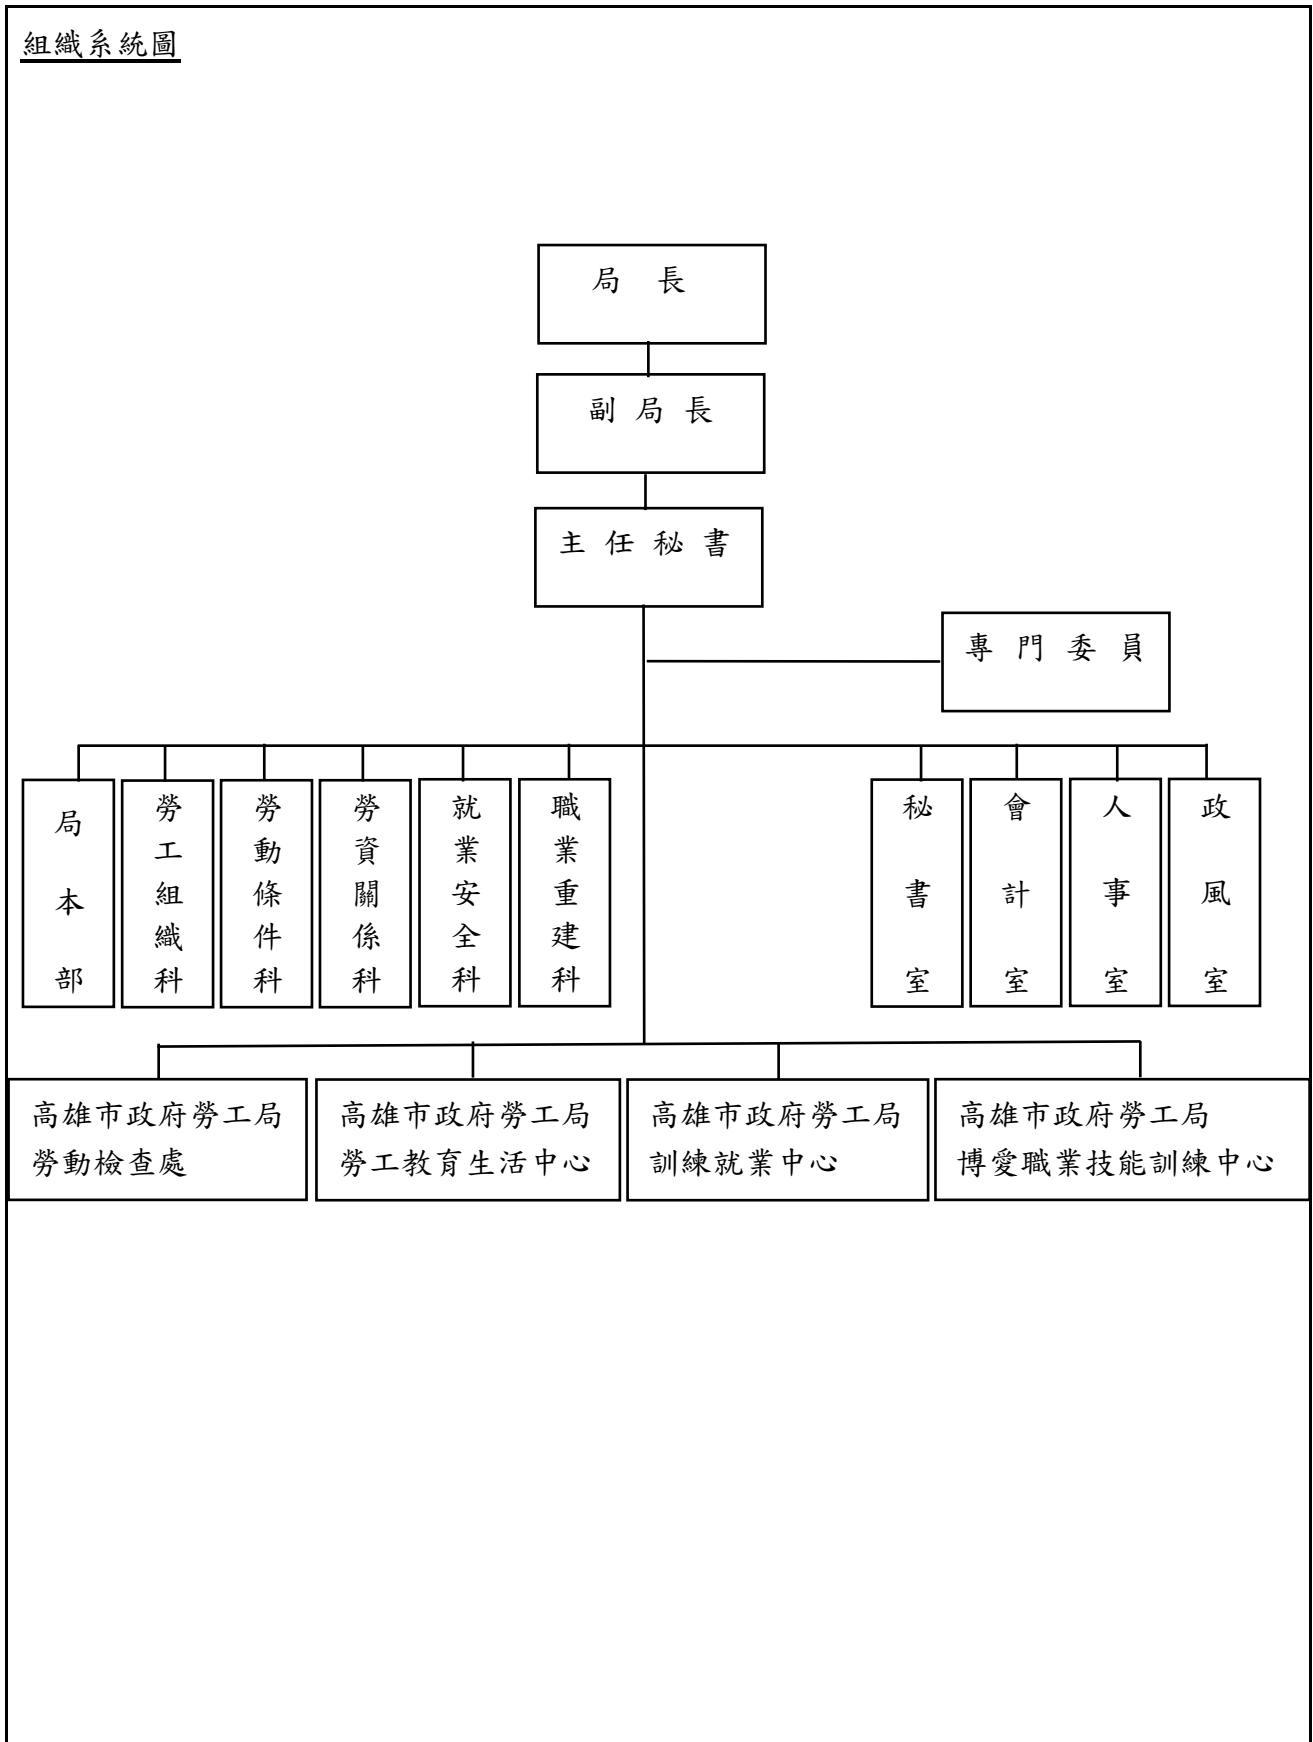 組織系統圖
局 長
副 局 長
主 任 秘 書
專 門 委 員
局本部
勞工組織科
勞動條件科
勞資關係科
就業安全科
職業重建科
秘書室
會計室
人事室
政風室
高雄市政府勞工局
勞動檢查處
高雄市政府勞工局
勞工教育生活中心
高雄市政府勞工局
訓練就業中心
高雄市政府勞工局
博愛職業技能訓練中心